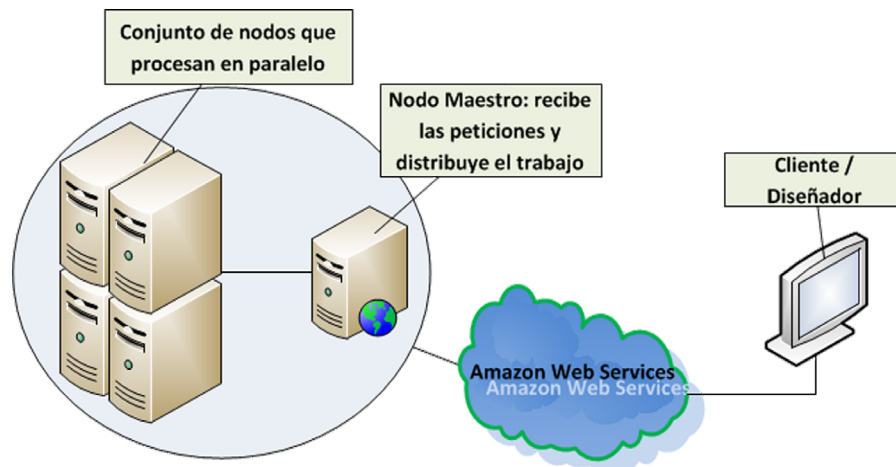 Conjunto de nodos que
procesan en paralelo
Nodo Maestro: recibe
las peticiones y
distribuye el trabajo
Cliente /
Diseñador
Amazon Web Services
Amazon Web Services